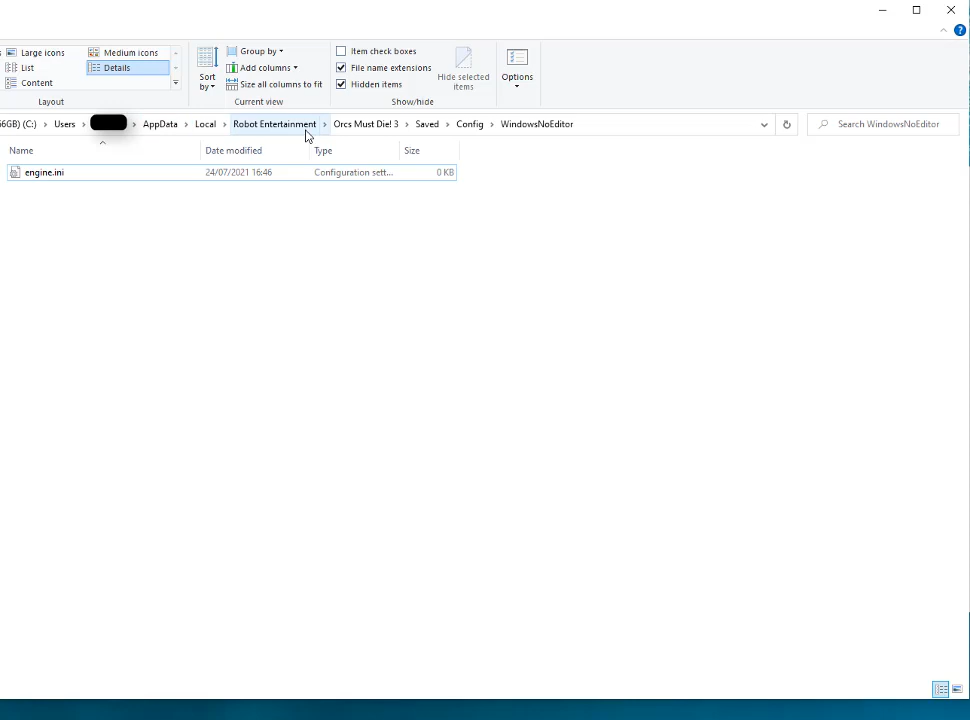 Large icons
Medium icons
List
Details
Content
Layout
Sort
by
Group by
Add columns
Size all columns to fit
Current view
Item check boxes
File name extensions
Hidden items
Show/hide
Hide selected
items
Options
66GB) (C:) › Users › › AppData › Local › Robot Entertainment › Orcs Must Die! 3 › Saved › Config › WindowsNoEditor
Search WindowsNoEditor
Name Date modified Type Size
engine.ini 24/07/2021 16:46 Configuration sett... 0 KB